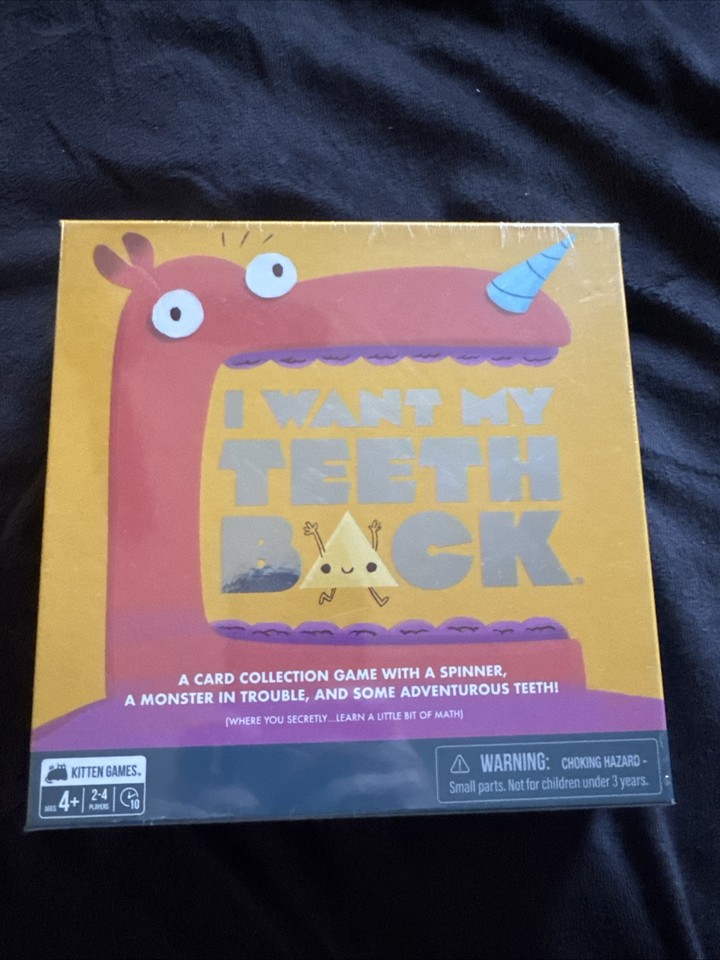 I WANT MY
TEETH
BACK.
A CARD COLLECTION GAME WITH A SPINNER,
A MONSTER IN TROUBLE, AND SOME ADVENTUROUS TEETH!
(WHERE YOU SECRETLY...LEARN A LITTLE BIT OF MATH)
KITTEN GAMES™
AGES 4+
2-4 PLAYERS
10
WARNING: CHOKING HAZARD -
Small parts. Not for children under 3 years.